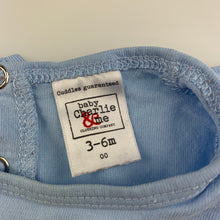 Cuddles guaranteed
baby
Charlie
& me
CLOTHING COMPANY
3-6m
00